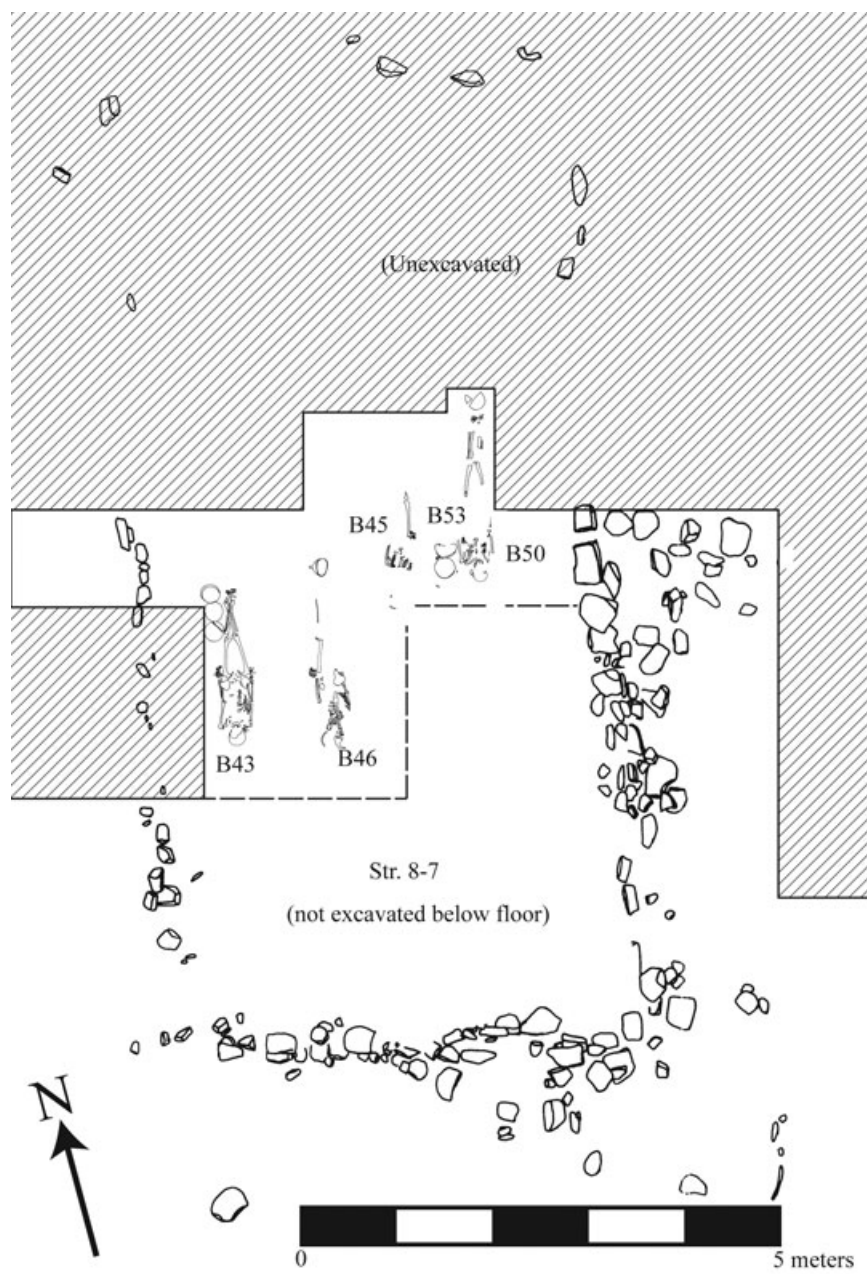 (Unexcavated)
B45
B53
B50
B43
B46
Str. 8-7
(not excavated below floor)
N
0
5 meters